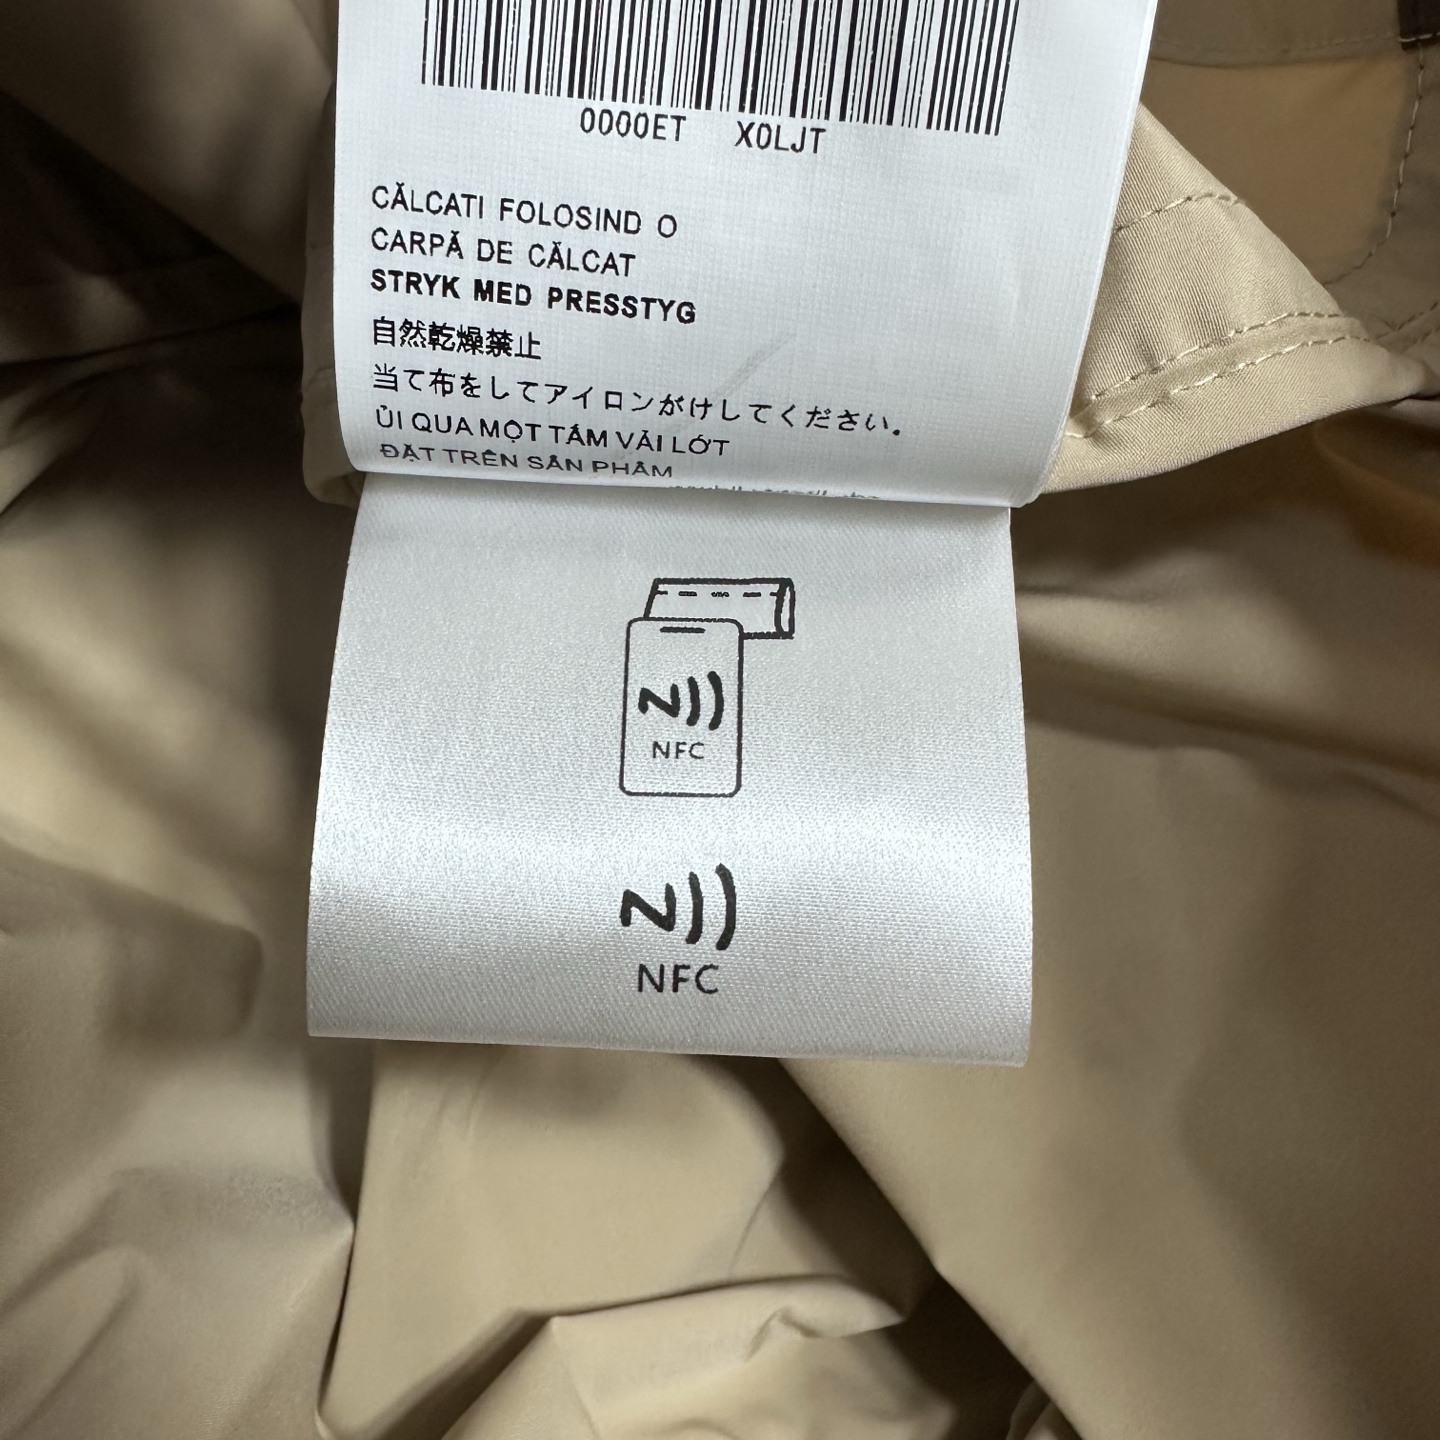 0000ET X0LJT
CĂLCATI FOLOSIND O
CARPĂ DE CĂLCAT
STRYK MED PRESSTYG
自然乾燥禁止
当て布をしてアイロンがけしてください。
ỦI QUA MỘT TẤM VẢI LỚT
ĐẶT TRÊN SẢN PHẨM
NFC
NFC